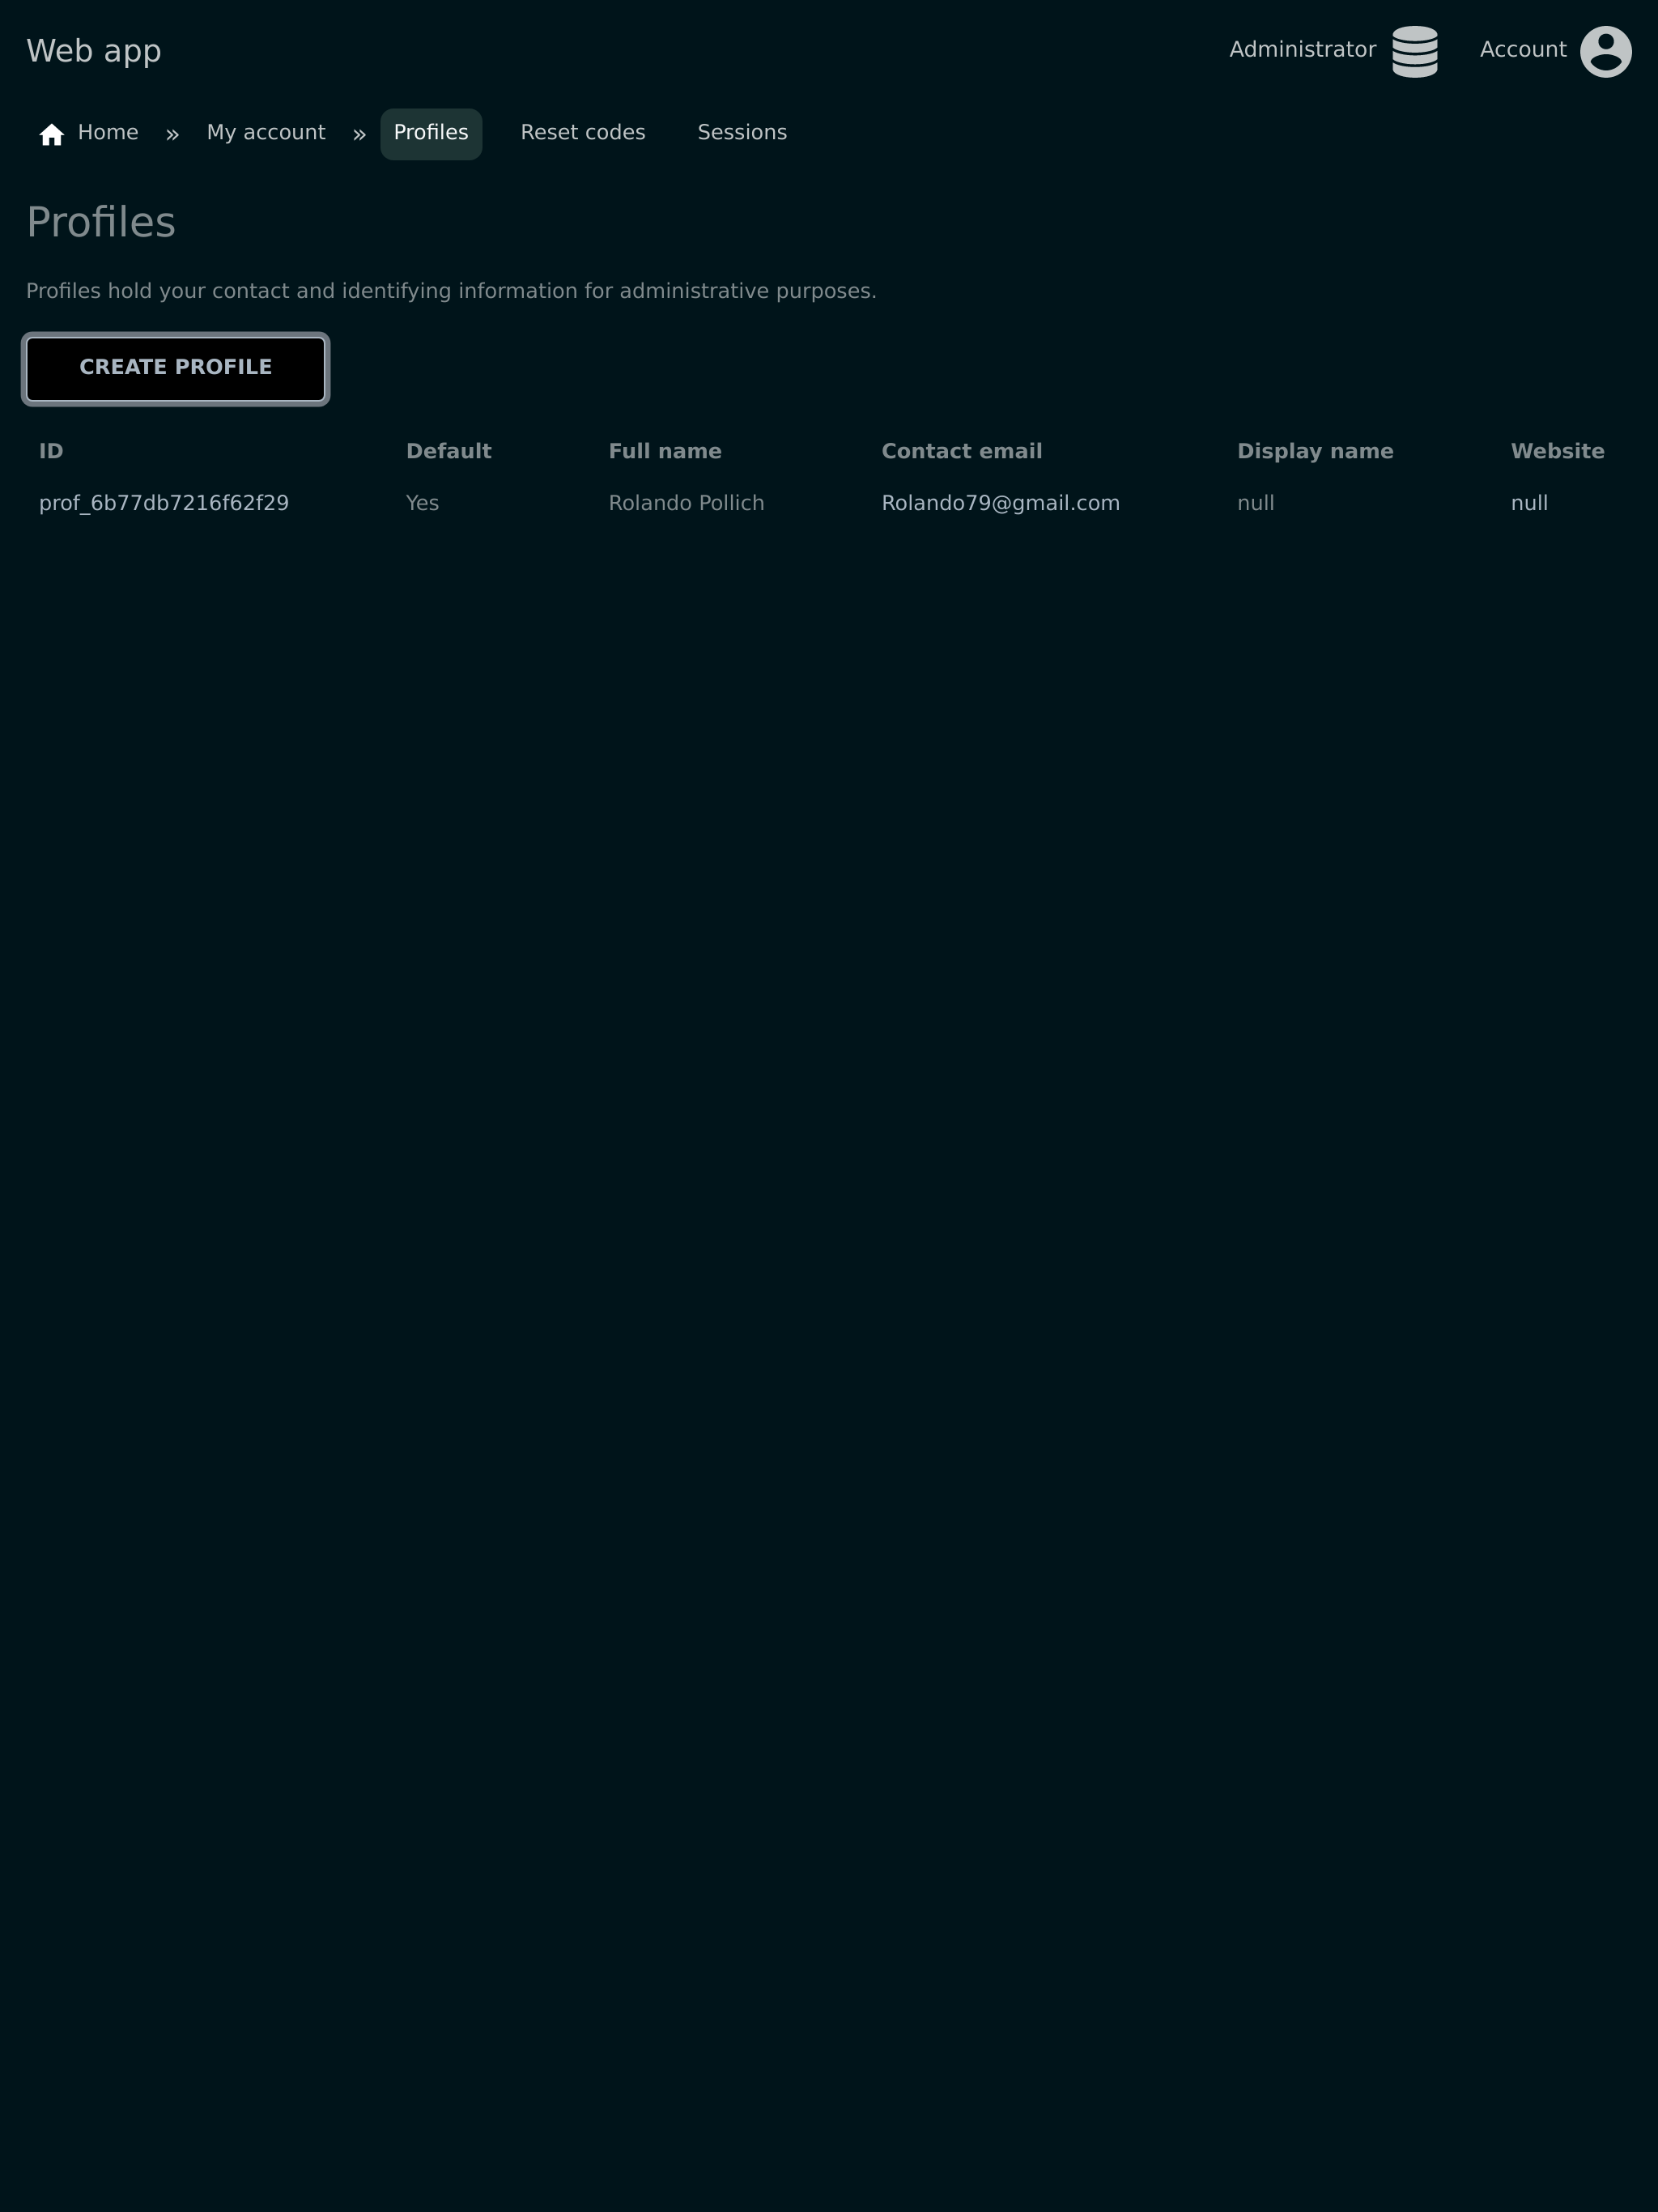 Web app
Administrator Account
Home » My account » Profiles Reset codes Sessions
Profiles
Profiles hold your contact and identifying information for administrative purposes.
CREATE PROFILE
ID Default Full name Contact email Display name Website
prof_6b77db7216f62f29 Yes Rolando Pollich Rolando79@gmail.com null null